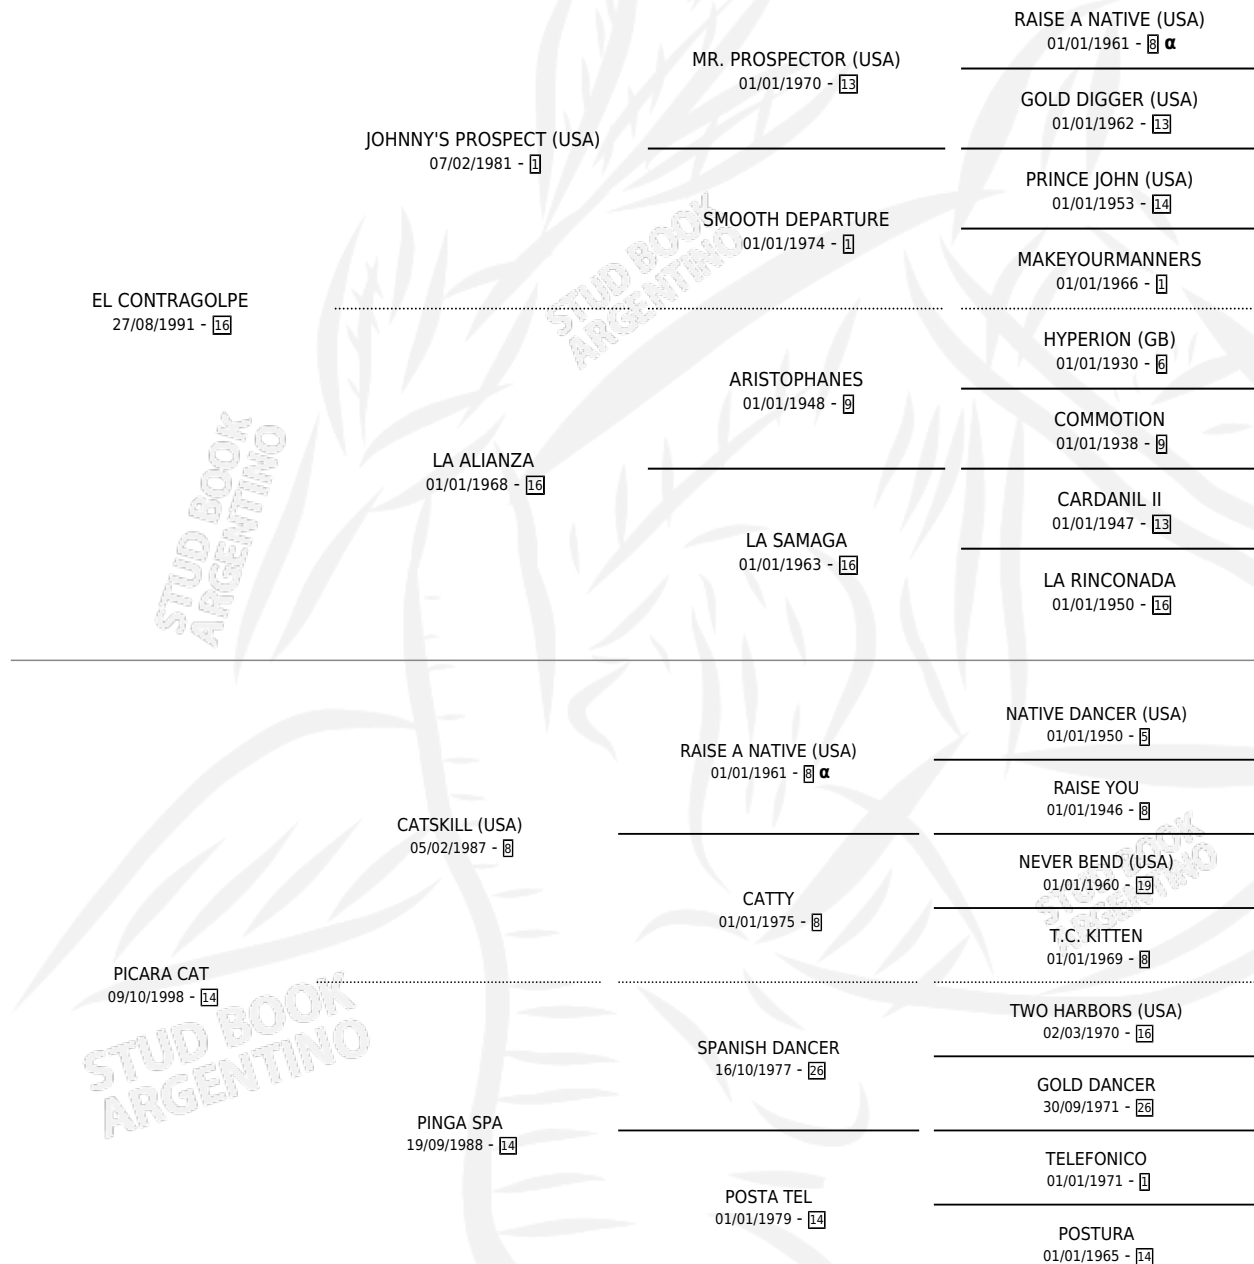 RAISE A NATIVE (USA)
01/01/1961 - 8 α
MR. PROSPECTOR (USA)
01/01/1970 - 13
GOLD DIGGER (USA)
01/01/1962 - 13
JOHNNY'S PROSPECT (USA)
07/02/1981 - 1
PRINCE JOHN (USA)
01/01/1953 - 14
SMOOTH DEPARTURE
01/01/1974 - 1
MAKEYOURMANNERS
01/01/1966 - 1
EL CONTRAGOLPE
27/08/1991 - 16
HYPERION (GB)
01/01/1930 - 6
ARISTOPHANES
01/01/1948 - 9
COMMOTION
01/01/1938 - 9
LA ALIANZA
01/01/1968 - 16
CARDANIL II
01/01/1947 - 13
LA SAMAGA
01/01/1963 - 16
LA RINCONADA
01/01/1950 - 16
NATIVE DANCER (USA)
01/01/1950 - 5
RAISE A NATIVE (USA)
01/01/1961 - 8 α
RAISE YOU
01/01/1946 - 8
CATSKILL (USA)
05/02/1987 - 8
NEVER BEND (USA)
01/01/1960 - 19
CATTY
01/01/1975 - 8
T.C. KITTEN
01/01/1969 - 8
PICARA CAT
09/10/1998 - 14
TWO HARBORS (USA)
02/03/1970 - 16
SPANISH DANCER
16/10/1977 - 26
GOLD DANCER
30/09/1971 - 26
PINGA SPA
19/09/1988 - 14
TELEFONICO
01/01/1971 - 1
POSTA TEL
01/01/1979 - 14
POSTURA
01/01/1965 - 14
STUD BOOK
ARGENTINO
STUD BOOK
ARGENTINO
STUD BOOK
ARGENTINO
STUD BOOK
ARGENTINO